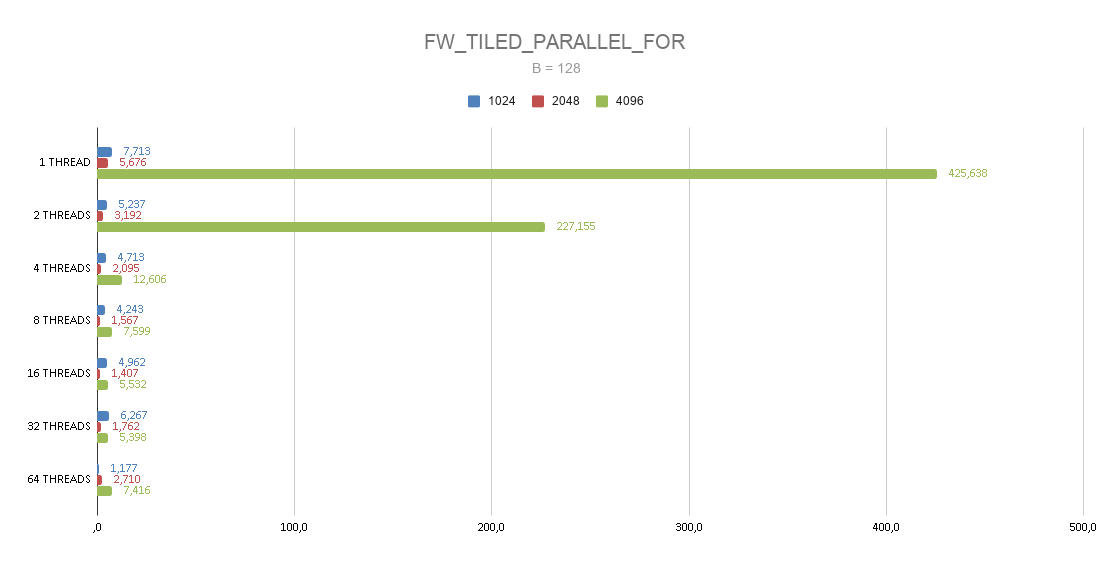 FW_TILED_PARALLEL_FOR
B = 128
1024 2048 4096
1 THREAD
7,713
5,676
425,638
2 THREADS
5,237
3,192
227,155
4 THREADS
4,713
2,095
12,606
8 THREADS
4,243
1,567
7,599
16 THREADS
4,962
1,407
5,532
32 THREADS
6,267
1,762
5,398
64 THREADS
1,177
2,710
7,416
,0 100,0 200,0 300,0 400,0 500,0